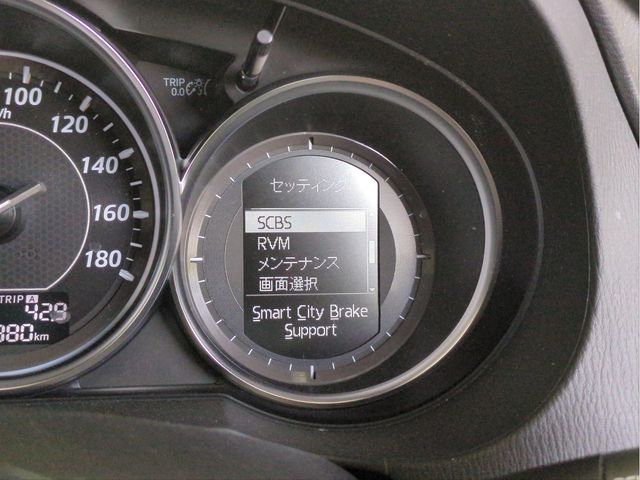 TRIP
0.0
100
120
140
160
180
TRIP A
42.9
380 km
セッティング
SCBS
RVM
メンテナンス
画面選択
Smart City Brake
Support